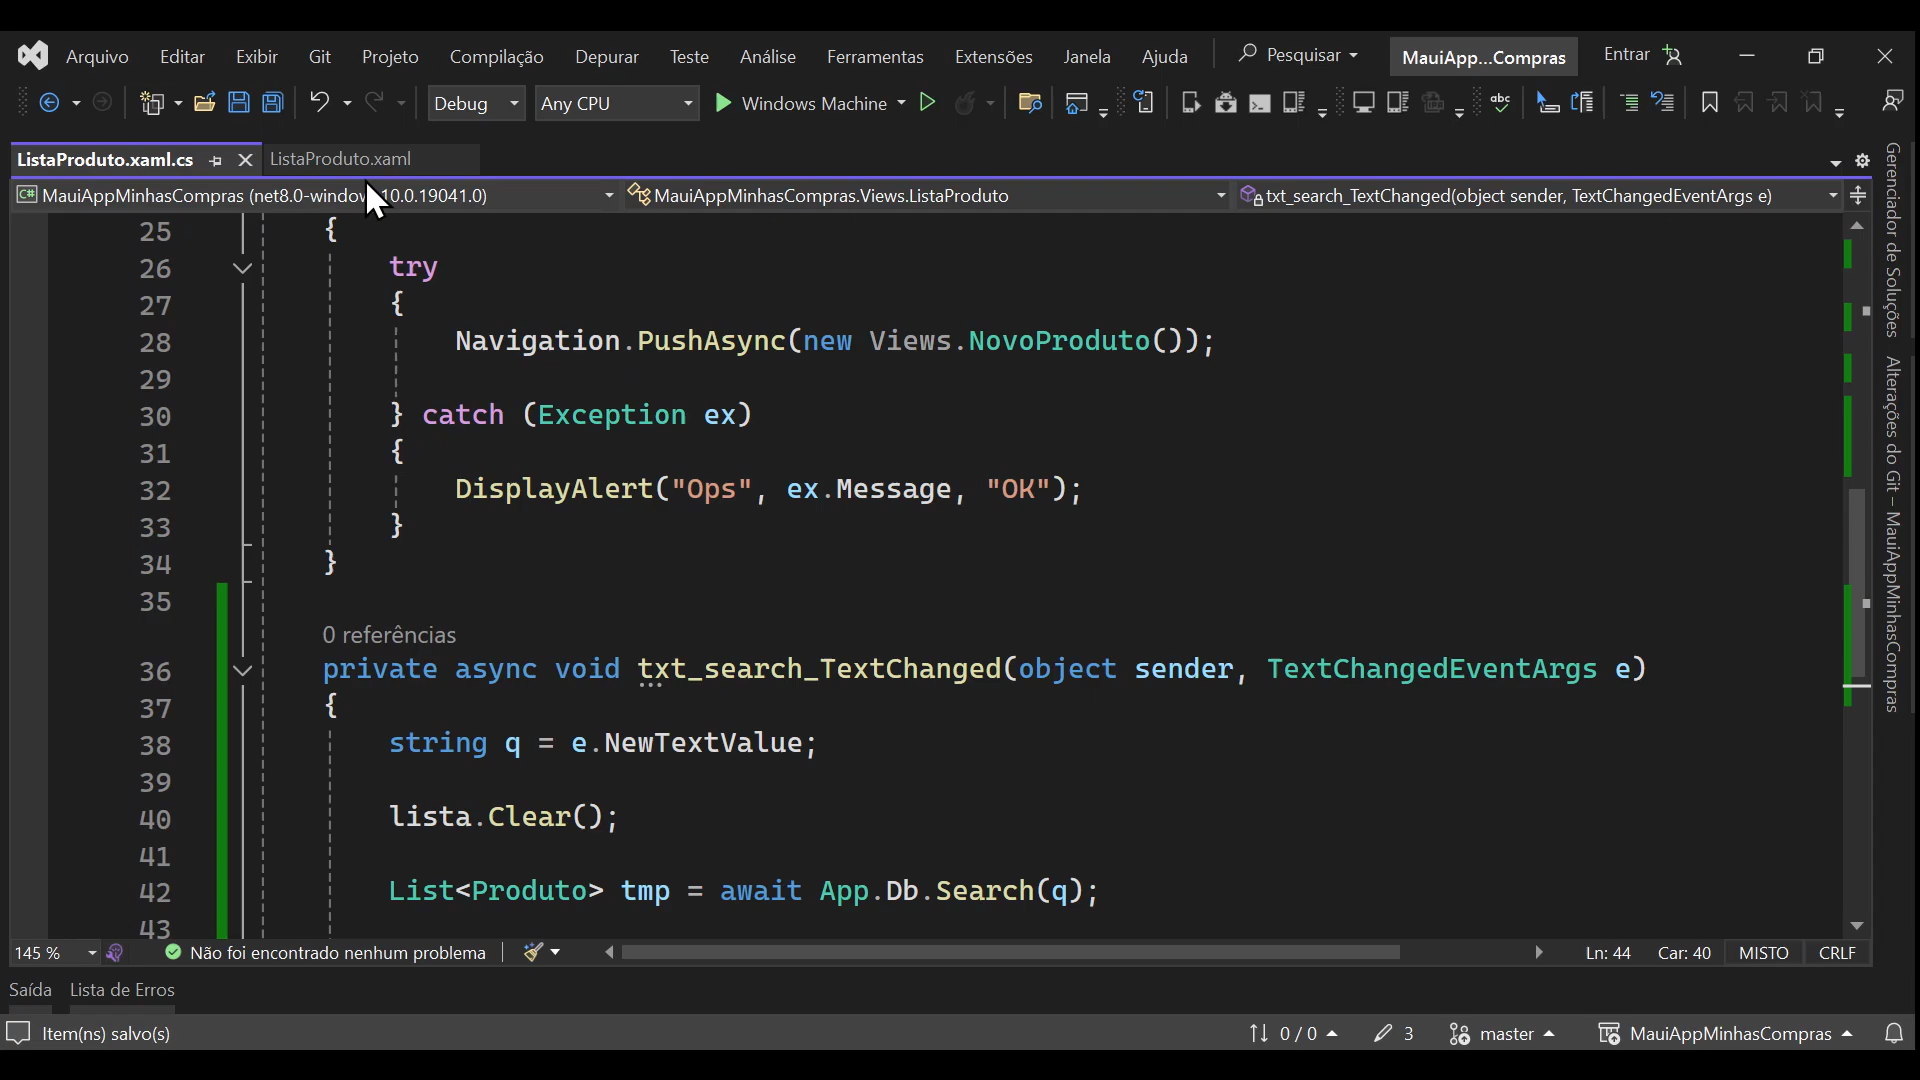 Arquivo Editar Exibir Git Projeto Compilação Depurar Teste Análise Ferramentas Extensões Janela Ajuda Pesquisar MauiApp...Compras Entrar
Debug Any CPU Windows Machine
ListaProduto.xaml.cs ListaProduto.xaml
MauiAppMinhasCompras (net8.0-window 10.0.19041.0) MauiAppMinhasCompras.Views.ListaProduto txt_search_TextChanged(object sender, TextChangedEventArgs e)
25 {
26 try
27 {
28 Navigation.PushAsync(new Views.NovoProduto());
29
30 } catch (Exception ex)
31 {
32 DisplayAlert("Ops", ex.Message, "OK");
33 }
34 }
35
0 referências
36 private async void txt_search_TextChanged(object sender, TextChangedEventArgs e)
37 {
38 string q = e.NewTextValue;
39
40 lista.Clear();
41
42 List<Produto> tmp = await App.Db.Search(q);
43
Gerenciador de Soluções
Alterações do Git – MauiAppMinhasCompras
145 % Não foi encontrado nenhum problema Ln: 44 Car: 40 MISTO CRLF
Saída Lista de Erros
Item(ns) salvo(s) 0 / 0 3 master MauiAppMinhasCompras